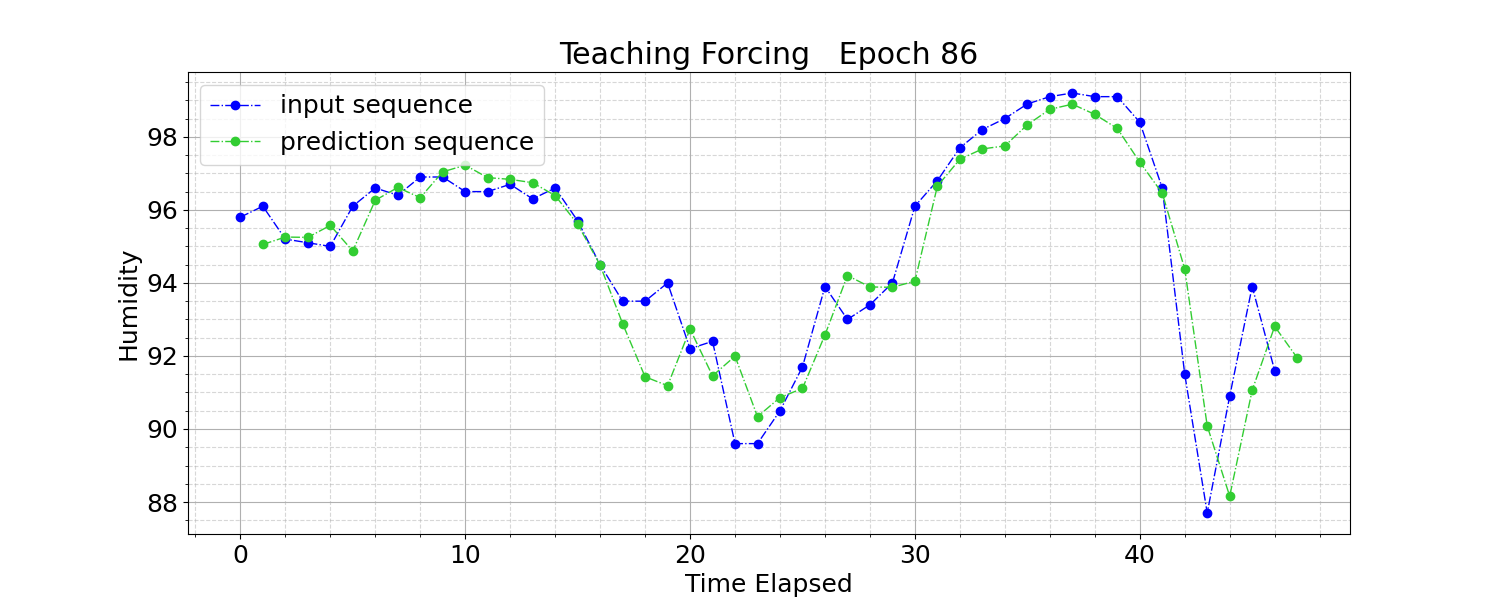 Teaching Forcing   Epoch 86
input sequence
prediction sequence
98
96
94
92
90
88
Humidity
0 10 20 30 40
Time Elapsed